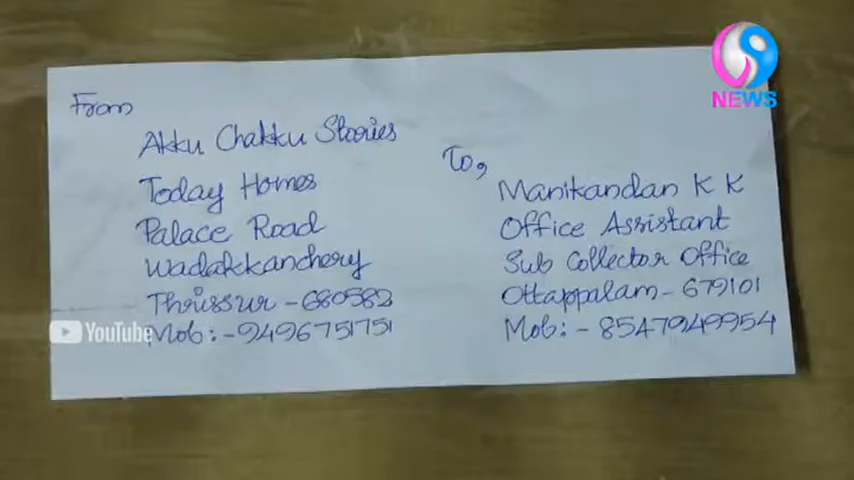 From
Akku Chakku Stories
Today Homes
Palace Road
Wadakkanchery
Thrissur - 680582
Mob: - 9496751751
To,
Manikandan K K
Office Assistant
Sub Collector Office
Ottappalam - 679101
Mob: - 8547949954
NEWS
YouTube